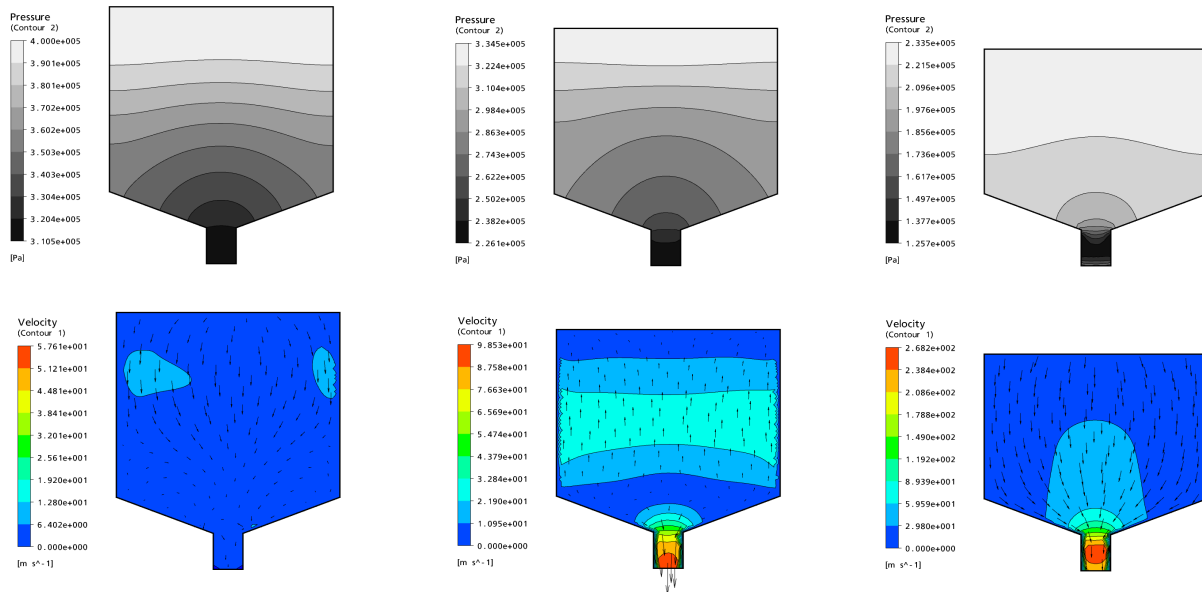 Pressure
(Contour 2)
4.000e+005
3.901e+005
3.801e+005
3.702e+005
3.602e+005
3.503e+005
3.403e+005
3.304e+005
3.204e+005
3.105e+005
[Pa]
Pressure
(Contour 2)
3.345e+005
3.224e+005
3.104e+005
2.984e+005
2.863e+005
2.743e+005
2.622e+005
2.502e+005
2.382e+005
2.261e+005
[Pa]
Pressure
(Contour 2)
2.335e+005
2.215e+005
2.096e+005
1.976e+005
1.856e+005
1.736e+005
1.617e+005
1.497e+005
1.377e+005
1.257e+005
[Pa]
Velocity
(Contour 1)
5.761e+001
5.121e+001
4.481e+001
3.841e+001
3.201e+001
2.561e+001
1.920e+001
1.280e+001
6.402e+000
0.000e+000
[m s^-1]
Velocity
(Contour 1)
9.853e+001
8.758e+001
7.663e+001
6.569e+001
5.474e+001
4.379e+001
3.284e+001
2.190e+001
1.095e+001
0.000e+000
[m s^-1]
Velocity
(Contour 1)
2.682e+002
2.384e+002
2.086e+002
1.788e+002
1.490e+002
1.192e+002
8.939e+001
5.959e+001
2.980e+001
0.000e+000
[m s^-1]